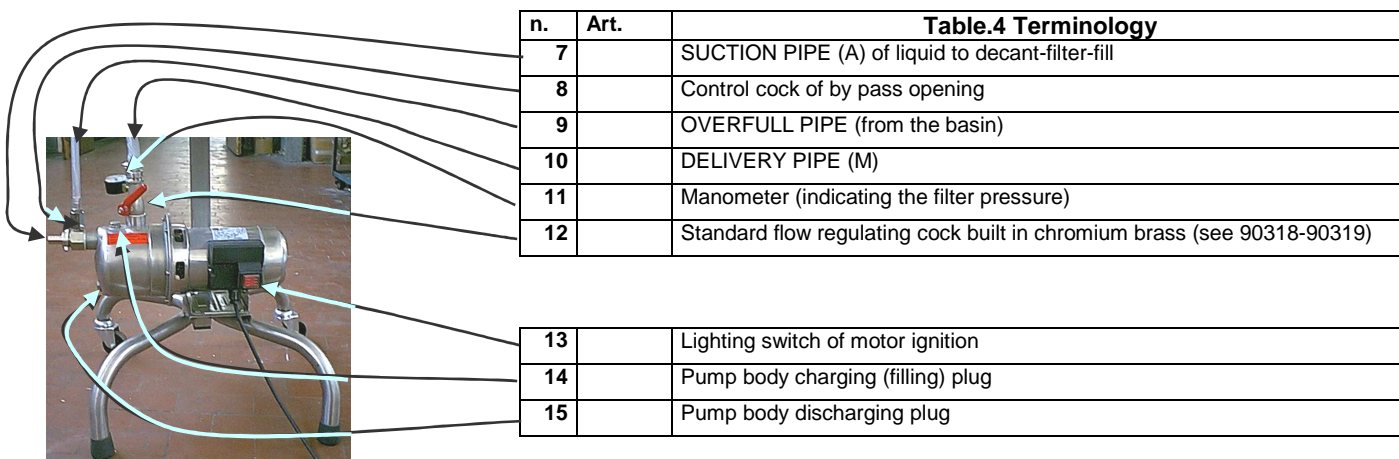 n. Art. Table.4 Terminology
7 SUCTION PIPE (A) of liquid to decant-filter-fill
8 Control cock of by pass opening
9 OVERFULL PIPE (from the basin)
10 DELIVERY PIPE (M)
11 Manometer (indicating the filter pressure)
12 Standard flow regulating cock built in chromium brass (see 90318-90319)
13 Lighting switch of motor ignition
14 Pump body charging (filling) plug
15 Pump body discharging plug